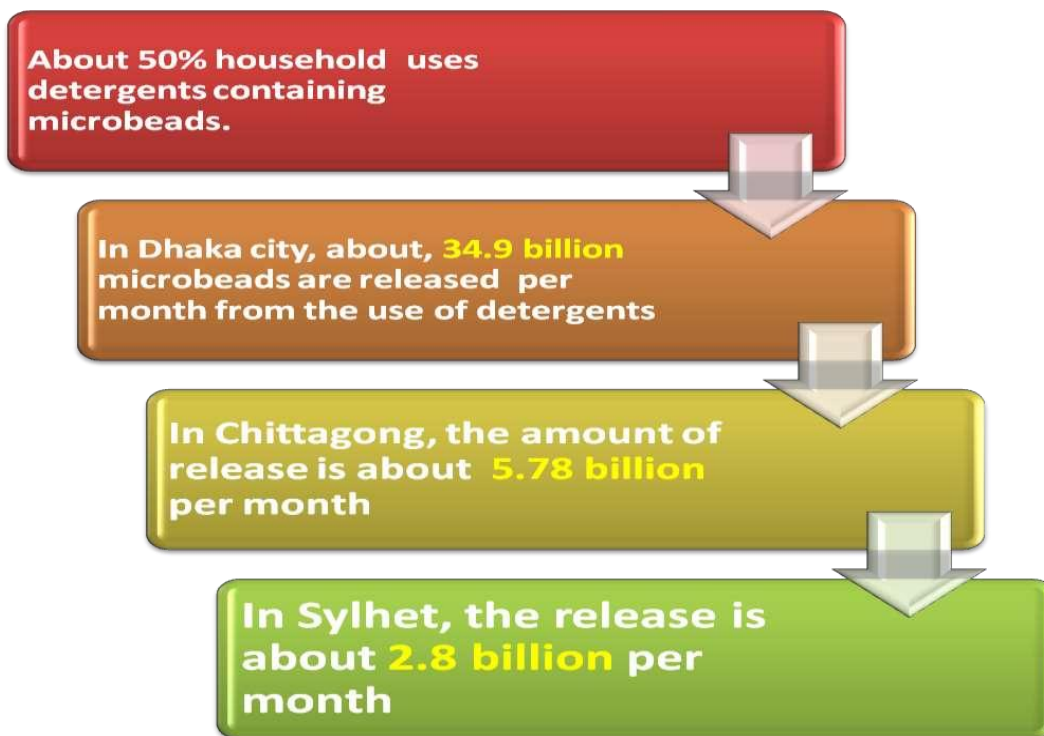 About 50% household uses
detergents containing
microbeads.
In Dhaka city, about, 34.9 billion
microbeads are released per
month from the use of detergents
In Chittagong, the amount of
release is about 5.78 billion
per month
In Sylhet, the release is
about 2.8 billion per
month